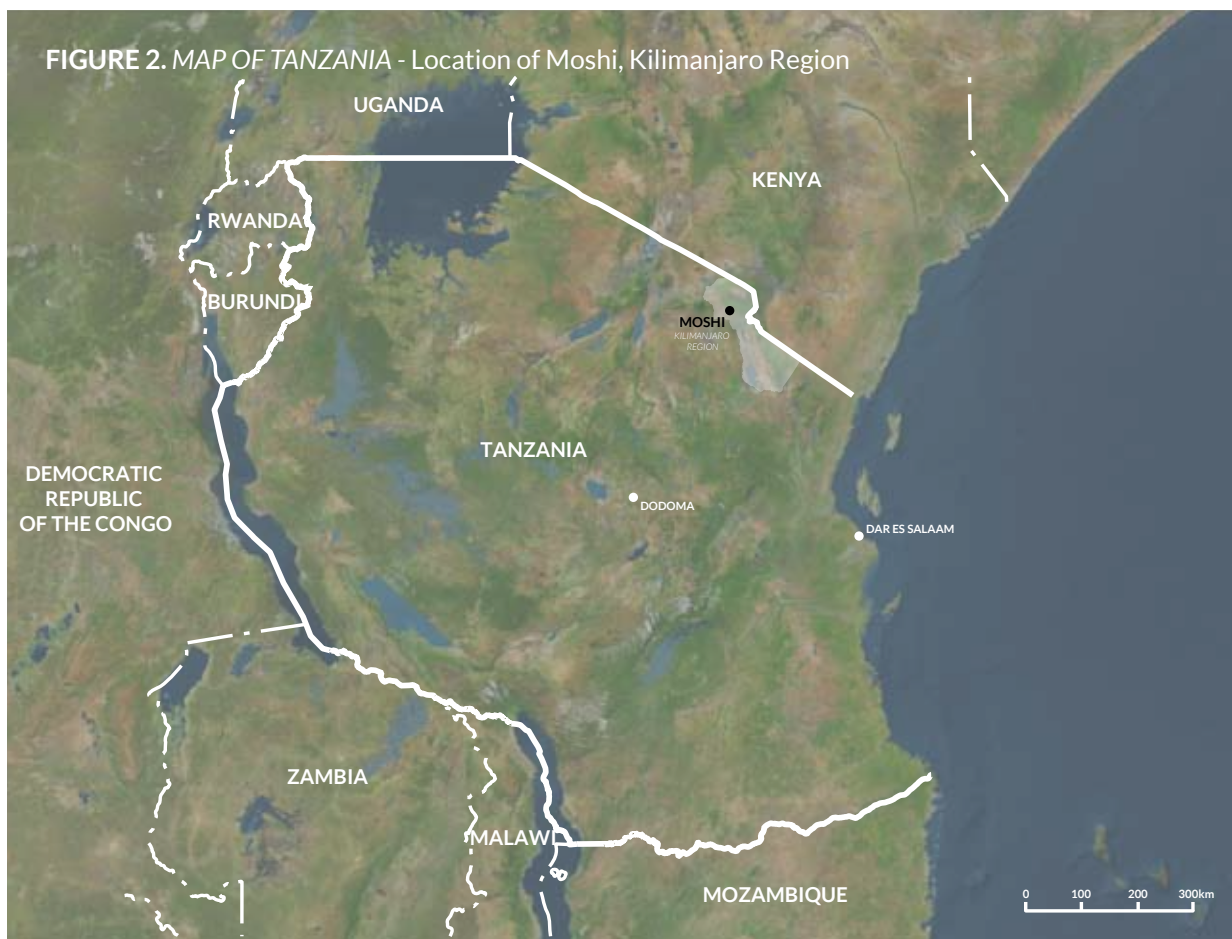 FIGURE 2. MAP OF TANZANIA - Location of Moshi, Kilimanjaro Region
UGANDA
KENYA
RWANDA
BURUNDI
MOSHI
KILIMANJARO
REGION
TANZANIA
DEMOCRATIC
REPUBLIC
OF THE CONGO
DODOMA
DAR ES SALAAM
ZAMBIA
MALAWI
MOZAMBIQUE
0 100 200 300km